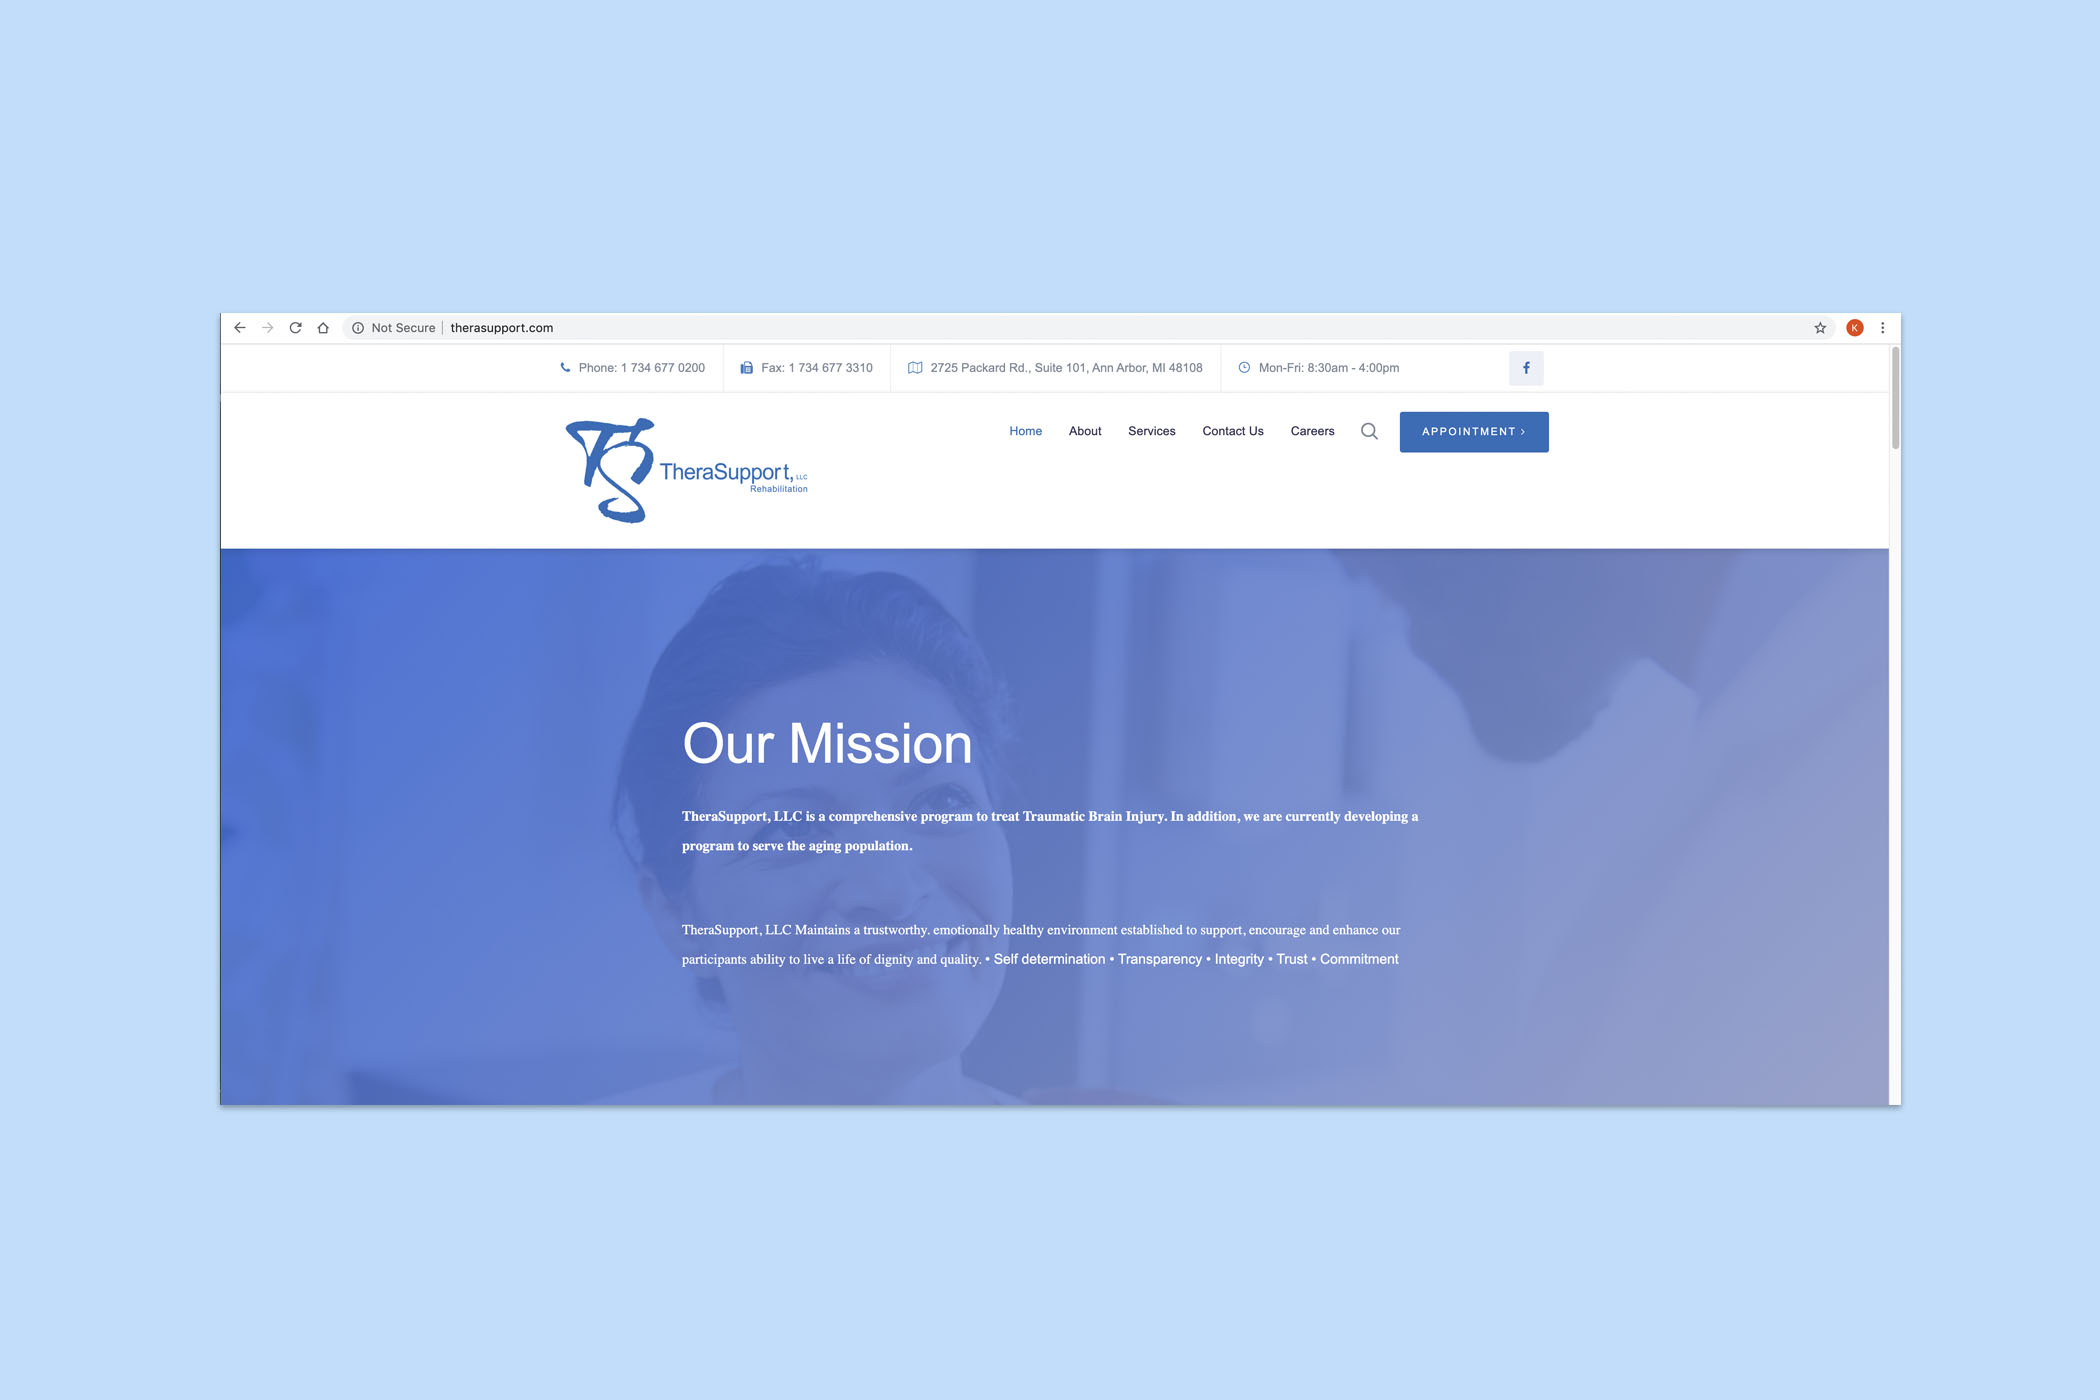 Not Secure | therasupport.com
K
Phone: 1 734 677 0200
Fax: 1 734 677 3310
2725 Packard Rd., Suite 101, Ann Arbor, MI 48108
Mon-Fri: 8:30am - 4:00pm
f
TS
TheraSupport, LLC
Rehabilitation
Home
About
Services
Contact Us
Careers
APPOINTMENT ›
Our Mission
TheraSupport, LLC is a comprehensive program to treat Traumatic Brain Injury. In addition, we are currently developing a
program to serve the aging population.
TheraSupport, LLC Maintains a trustworthy. emotionally healthy environment established to support, encourage and enhance our
participants ability to live a life of dignity and quality. • Self determination • Transparency • Integrity • Trust • Commitment